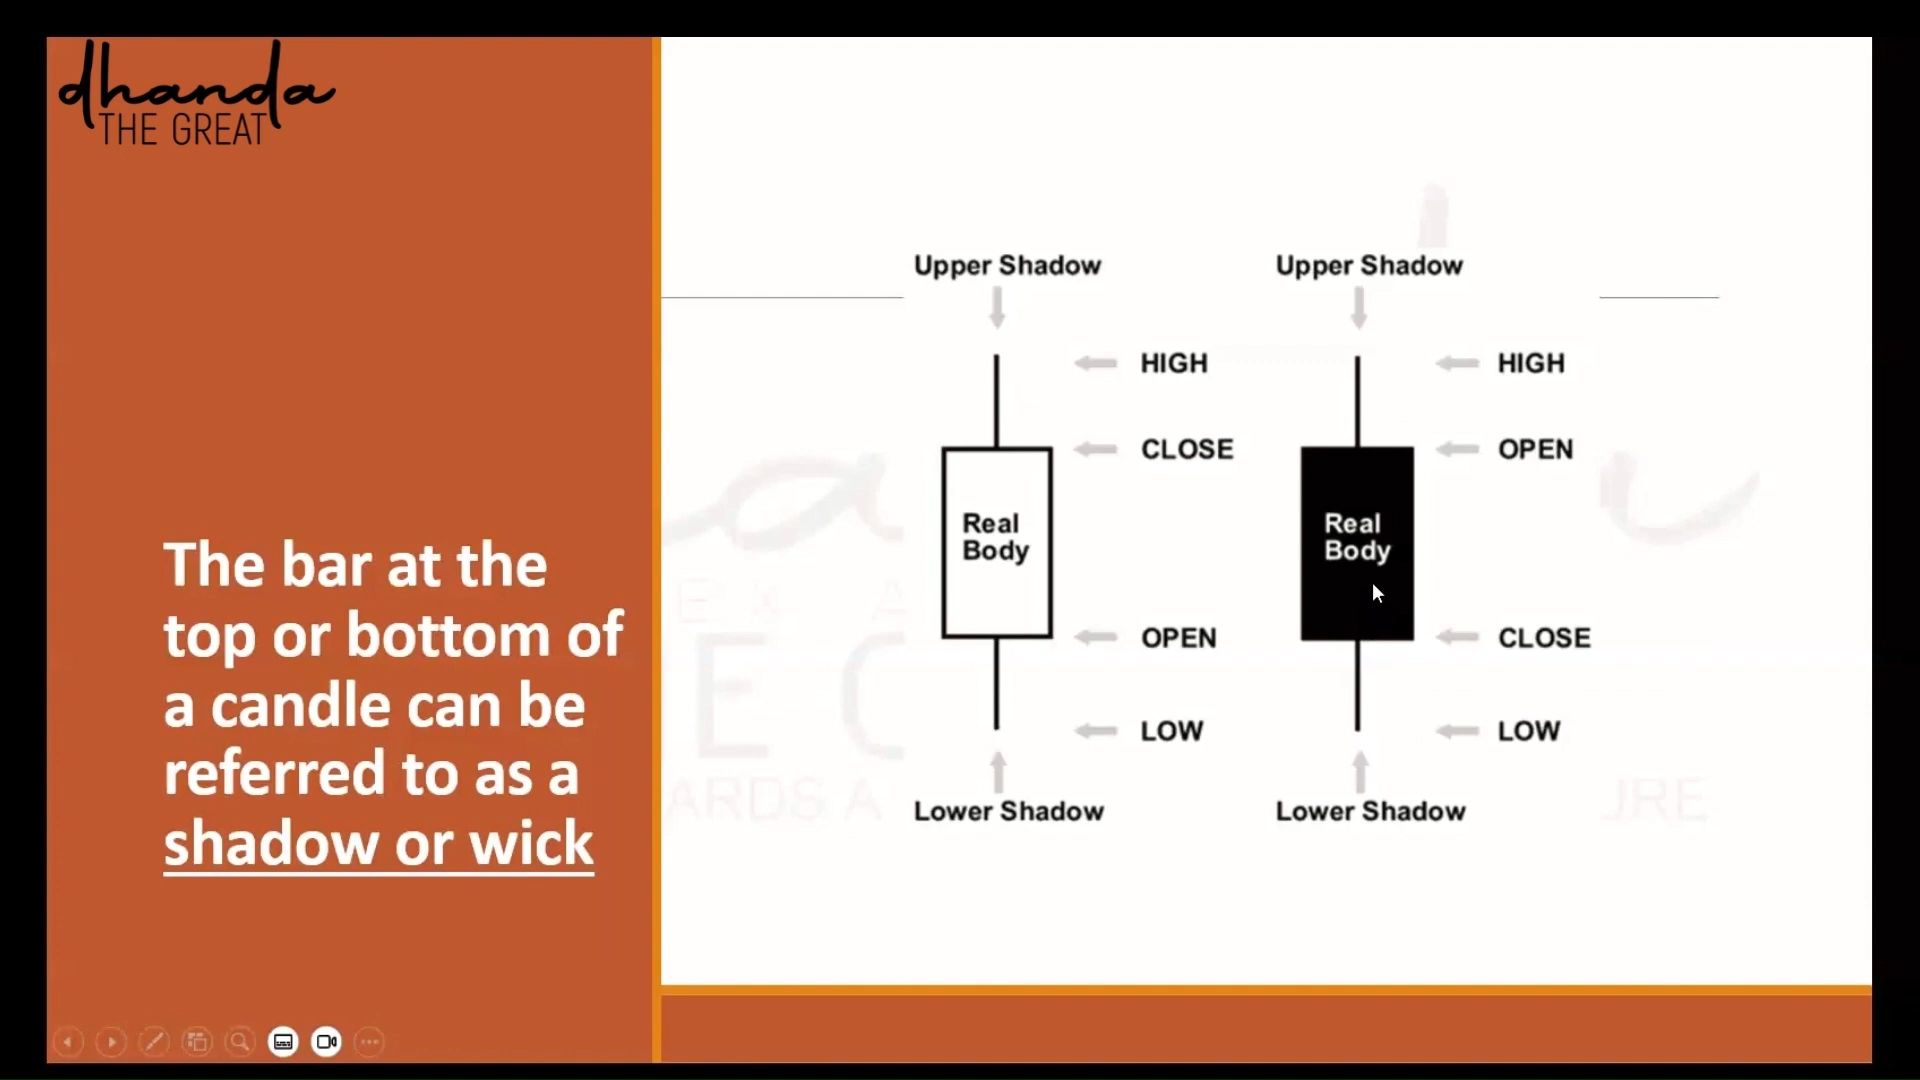 dhanda
THE GREAT
The bar at the
top or bottom of
a candle can be
referred to as a
shadow or wick
Upper Shadow
HIGH
CLOSE
Real
Body
OPEN
LOW
Lower Shadow
Upper Shadow
HIGH
OPEN
Real
Body
CLOSE
LOW
Lower Shadow